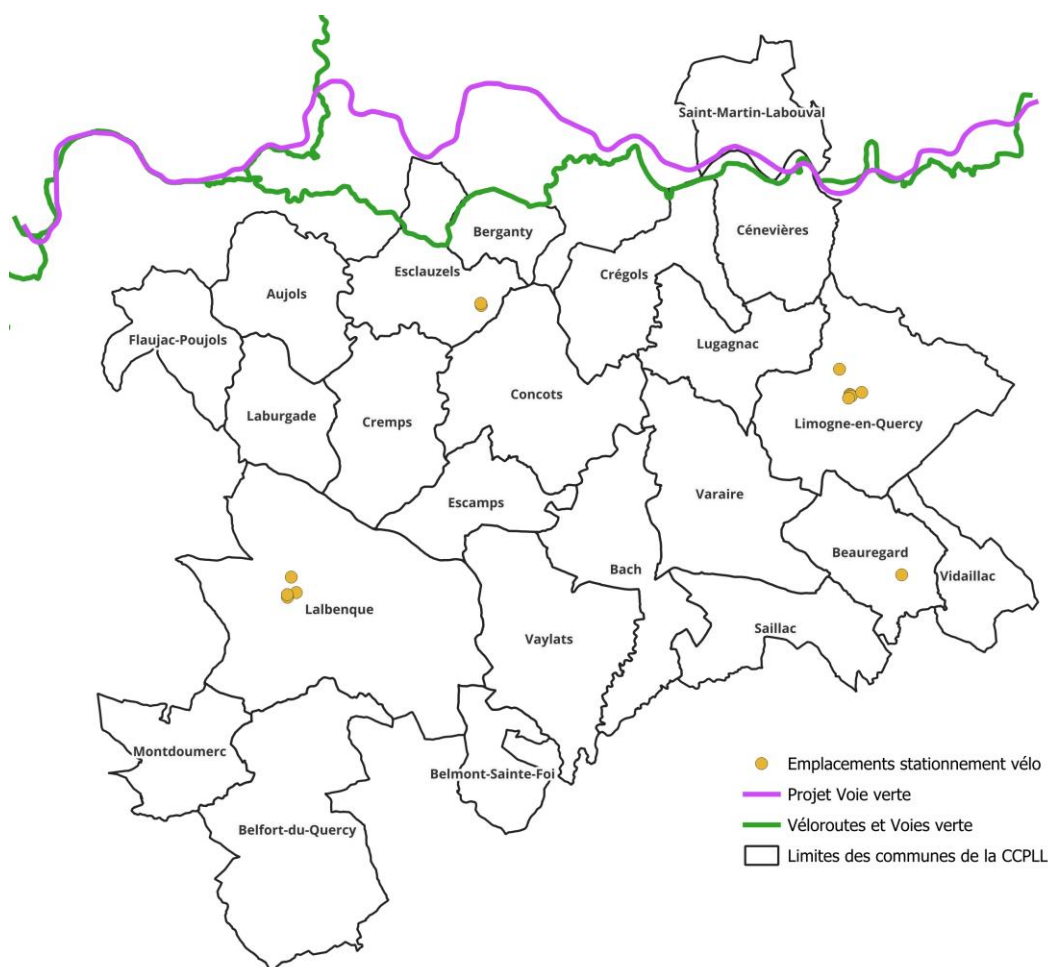 Saint-Martin-Labouval
Berganty
Cénevières
Esclauzels
Crégols
Aujols
Flaujac-Poujols
Lugagnac
Concots
Laburgade
Cremps
Limogne-en-Quercy
Escamps
Varaire
Beauregard
Bach
Vidaillac
Lalbenque
Saillac
Vaylats
Montdoumerc
Belmont-Sainte-Foi
Belfort-du-Quercy
Emplacements stationnement vélo
Projet Voie verte
Véloroutes et Voies verte
Limites des communes de la CCPLL